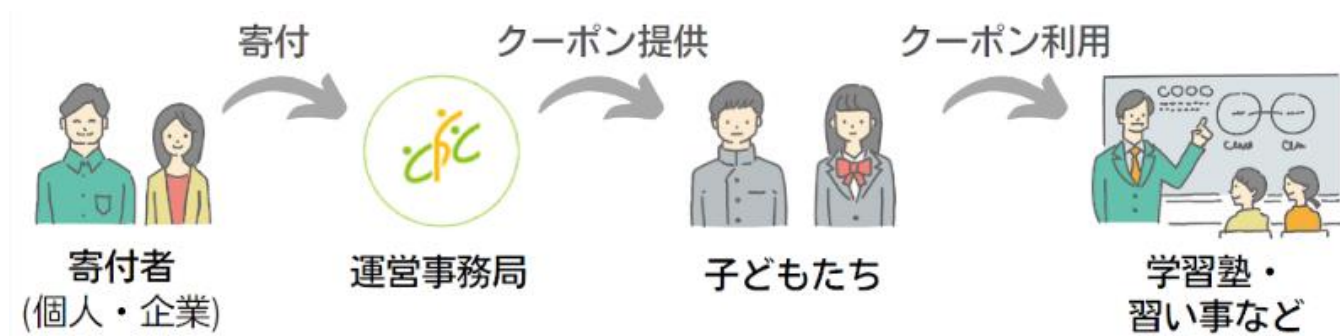 寄付
クーポン提供
クーポン利用
cfc
寄付者
(個人・企業)
運営事務局
子どもたち
学習塾・
習い事など